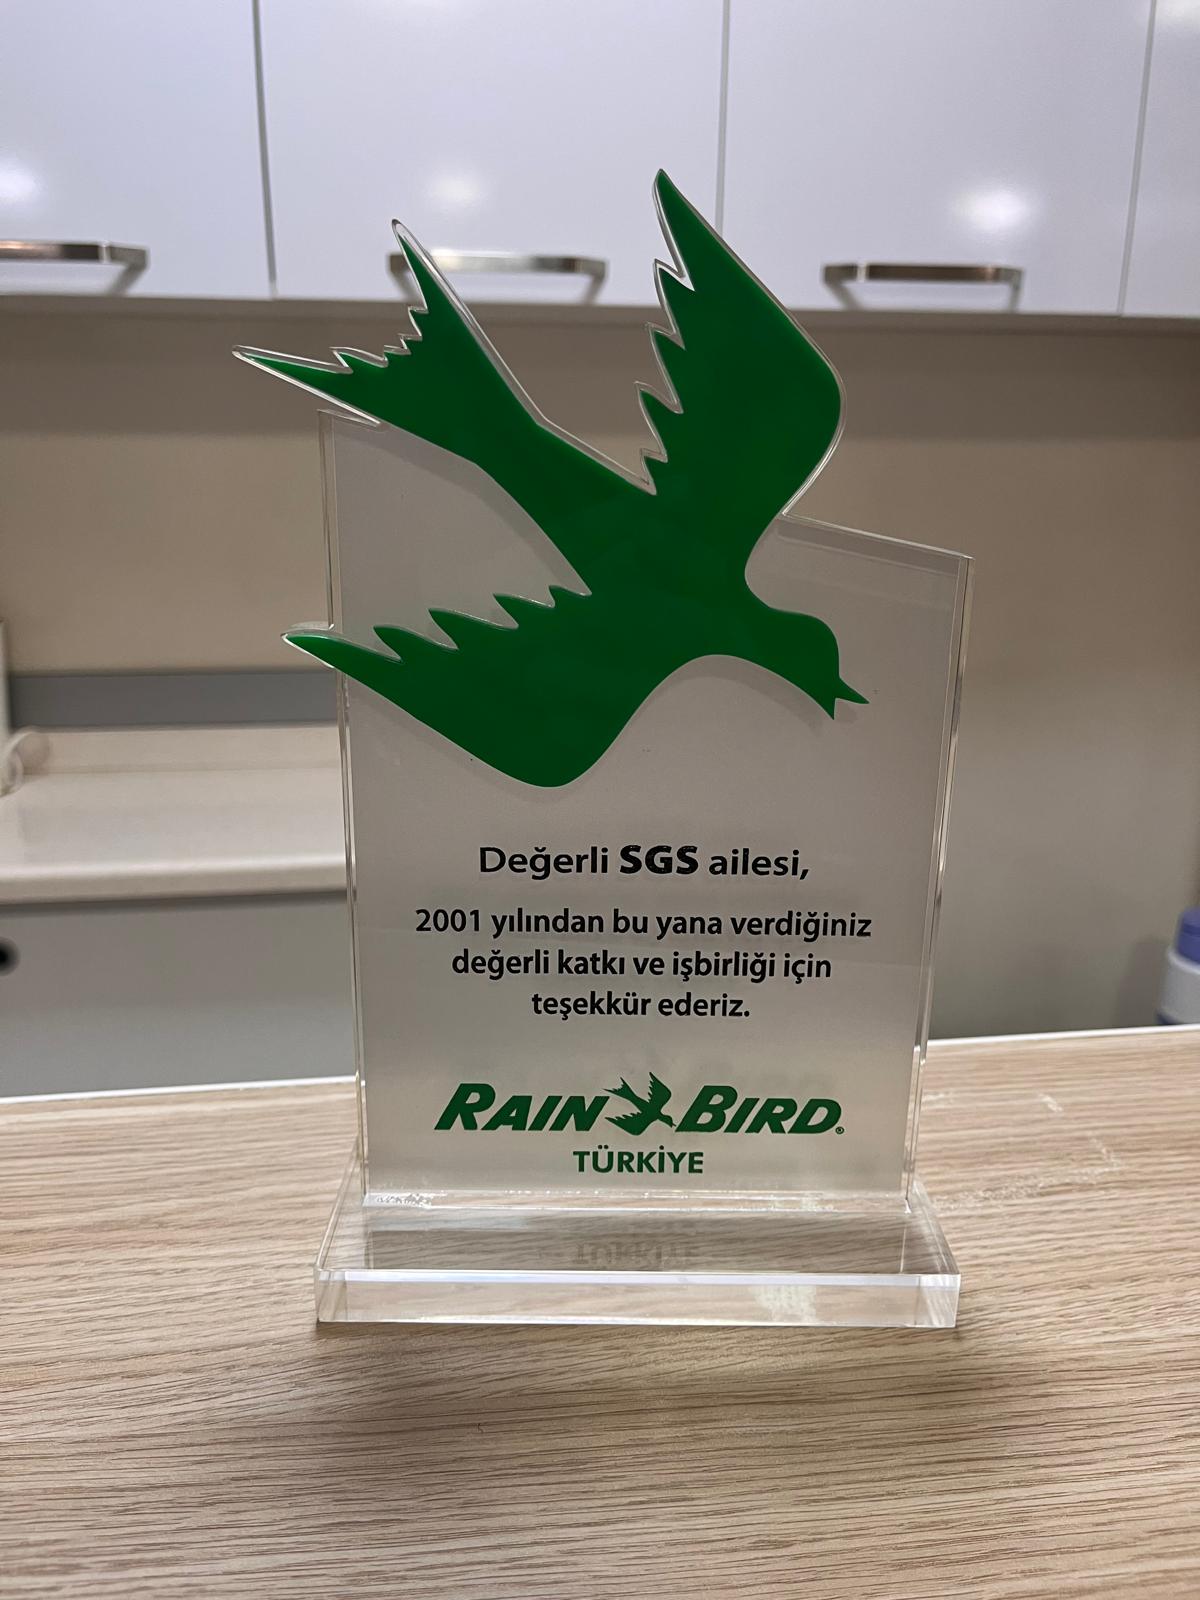 Değerli SGS ailesi,
2001 yılından bu yana verdiğiniz
değerli katkı ve işbirliği için
teşekkür ederiz.
RAIN BIRD®
TÜRKİYE